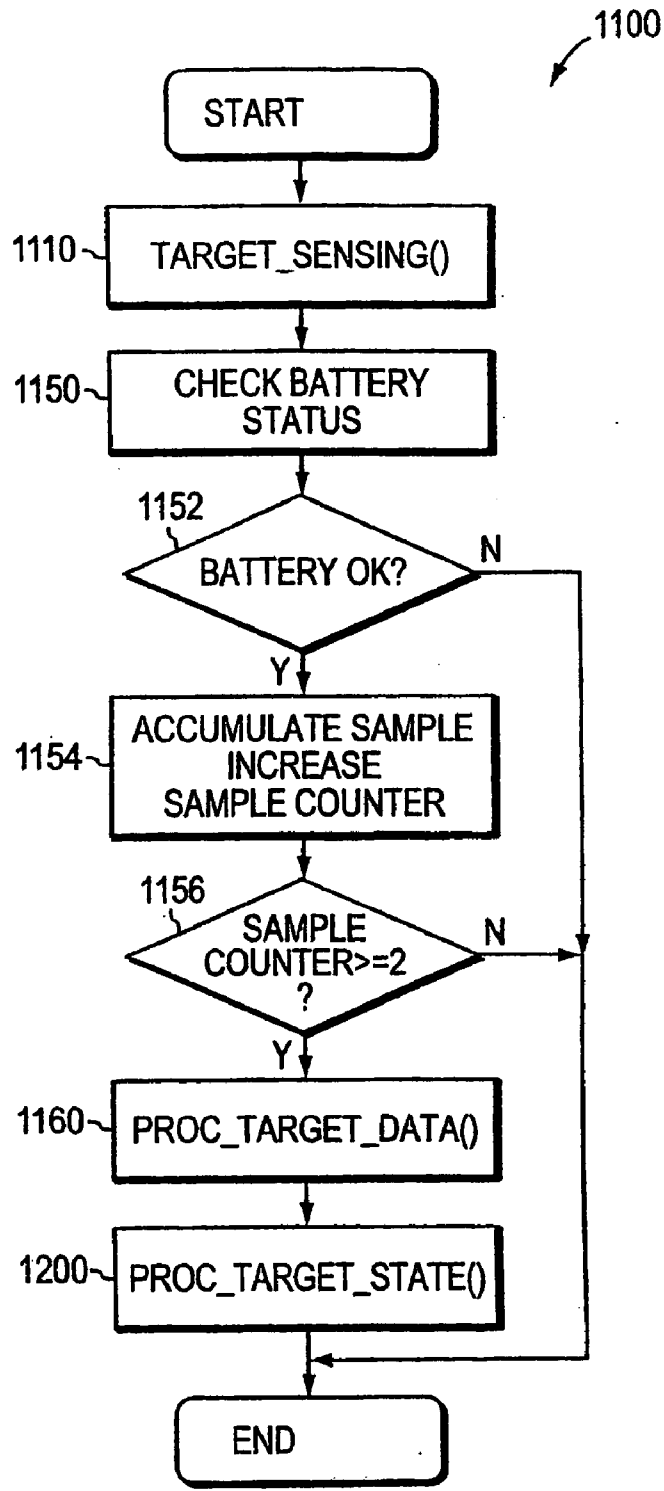 1100
START
1110
TARGET_SENSING()
1150
CHECK BATTERY
STATUS
1152
BATTERY OK?
N
Y
1154
ACCUMULATE SAMPLE
INCREASE
SAMPLE COUNTER
1156
SAMPLE
COUNTER>=2
?
N
Y
1160
PROC_TARGET_DATA()
1200
PROC_TARGET_STATE()
END